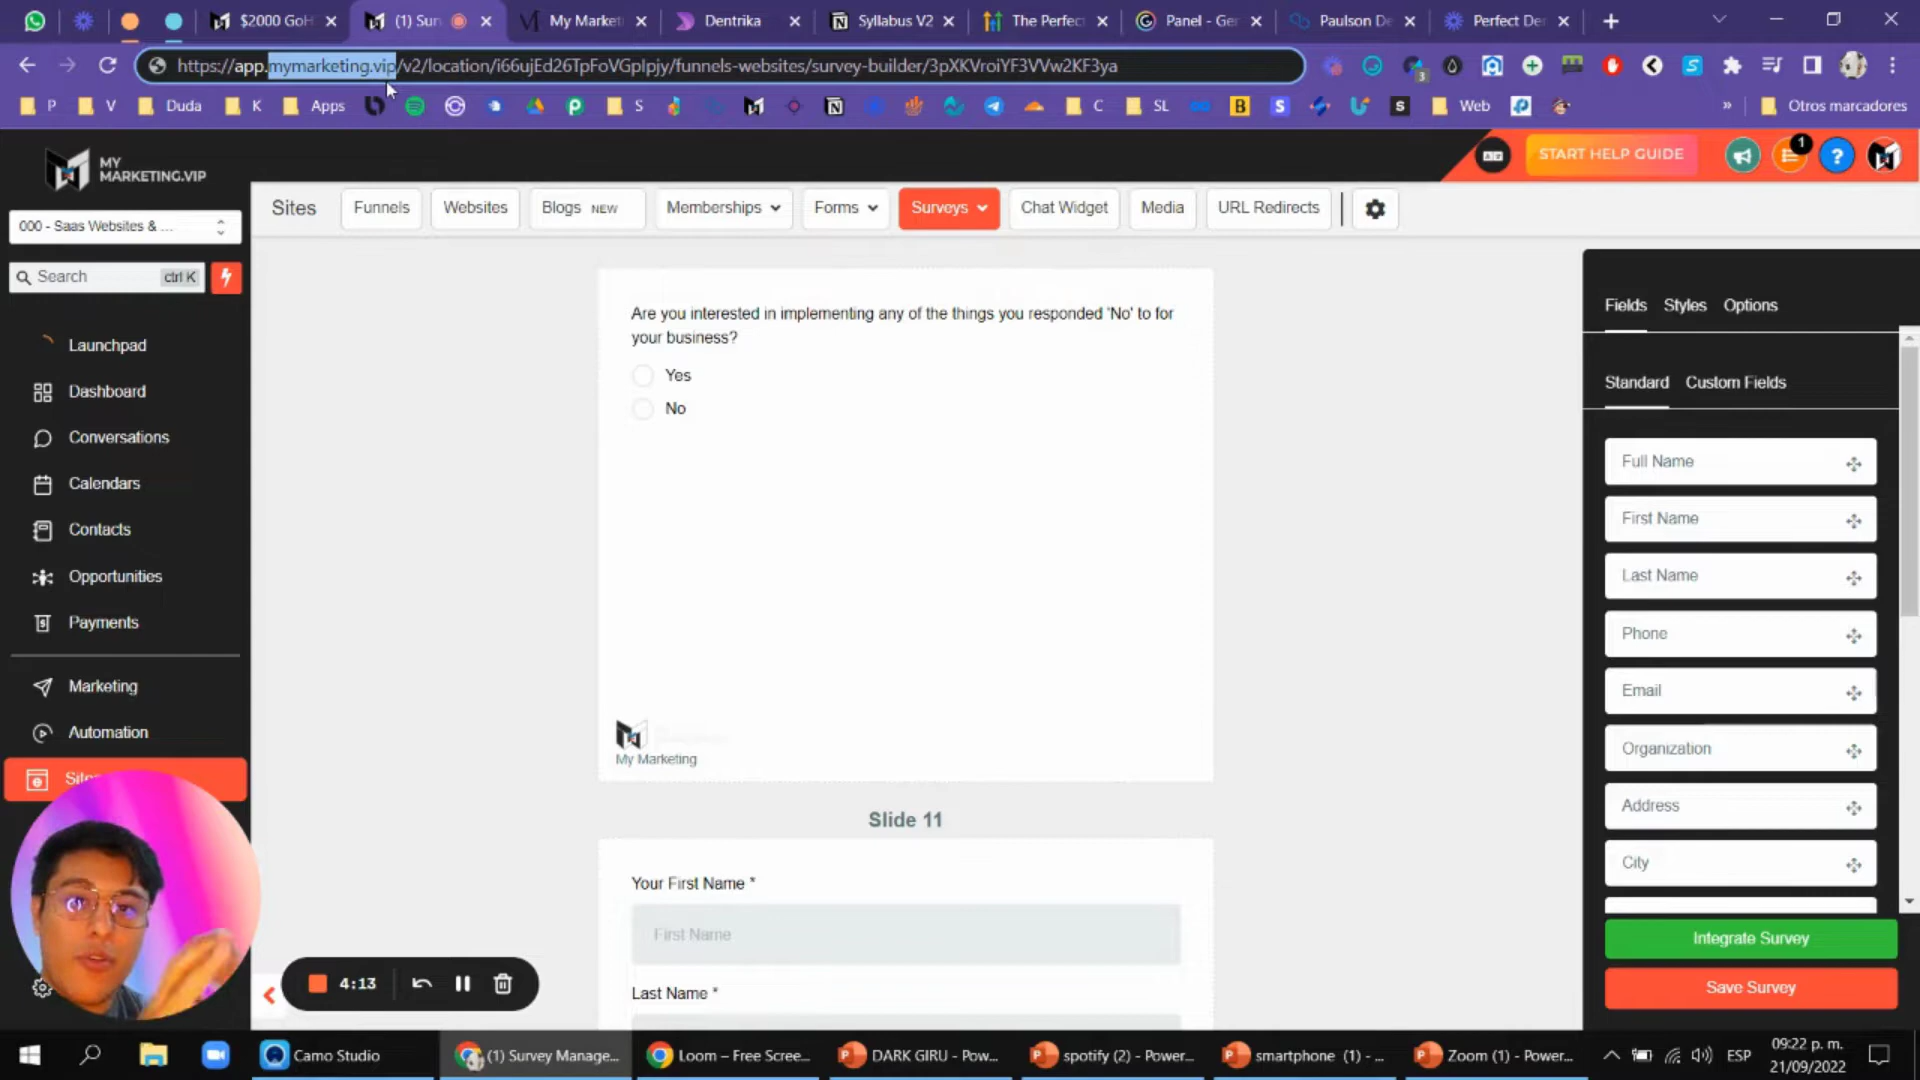 $2000 GoH
(1) Sur
My Market
Dentrika
Syllabus V2
The Perfec
Panel - Ger
Paulson De
Perfect Der
https://app.mymarketing.vip/v2/location/i66ujEd26TpFoVGpIpjy/funnels-websites/survey-builder/3pXKVroiYF3VVw2KF3ya
3
P
V
Duda
K
Apps
S
C
SL
B
S
S
Web
»
Otros marcadores
MY
MARKETING.VIP
START HELP GUIDE
1
?
000 - Saas Websites & ...
Sites
Funnels
Websites
Blogs NEW
Memberships
Forms
Surveys
Chat Widget
Media
URL Redirects
Search
ctrl K
Launchpad
Dashboard
Conversations
Calendars
Contacts
Opportunities
Payments
Marketing
Automation
Are you interested in implementing any of the things you responded 'No' to for
your business?
Yes
No
My Marketing
Slide 11
Your First Name *
First Name
Last Name *
Fields
Styles
Options
Standard
Custom Fields
Full Name
First Name
Last Name
Phone
Email
Organization
Address
City
Integrate Survey
Save Survey
4:13
Camo Studio
(1) Survey Manage...
Loom – Free Scree...
DARK GIRU - Pow...
spotify (2) - Power...
smartphone (1) - ...
Zoom (1) - Power...
ESP
09:22 p. m.
21/09/2022